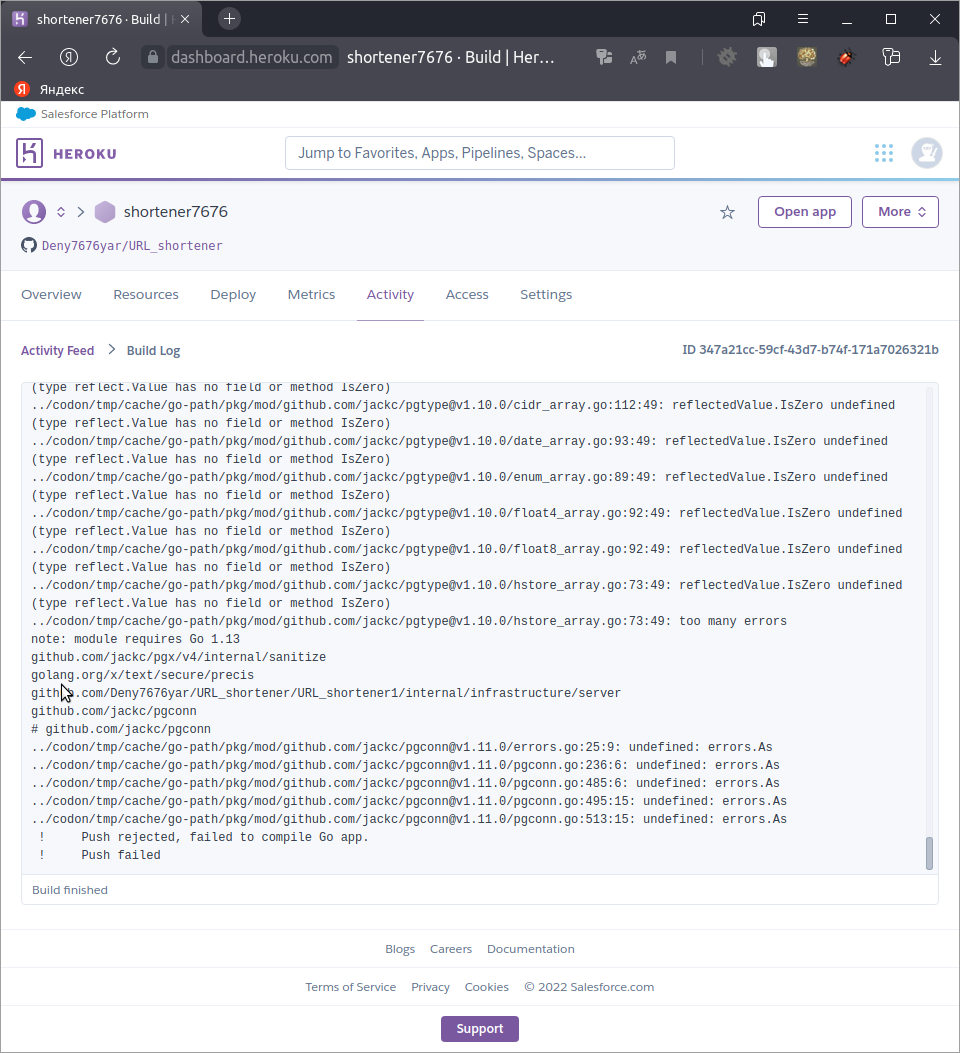 shortener7676 · Build | H
Я
dashboard.heroku.com shortener7676 · Build | Her…
Я Яндекс
Salesforce Platform
HEROKU
Jump to Favorites, Apps, Pipelines, Spaces...
shortener7676
Open app
More
Deny7676yar/URL_shortener
Overview Resources Deploy Metrics Activity Access Settings
Activity Feed Build Log
ID 347a21cc-59cf-43d7-b74f-171a7026321b
(type reflect.Value has no field or method IsZero)
../codon/tmp/cache/go-path/pkg/mod/github.com/jackc/pgtype@v1.10.0/cidr_array.go:112:49: reflectedValue.IsZero undefined
(type reflect.Value has no field or method IsZero)
../codon/tmp/cache/go-path/pkg/mod/github.com/jackc/pgtype@v1.10.0/date_array.go:93:49: reflectedValue.IsZero undefined
(type reflect.Value has no field or method IsZero)
../codon/tmp/cache/go-path/pkg/mod/github.com/jackc/pgtype@v1.10.0/enum_array.go:89:49: reflectedValue.IsZero undefined
(type reflect.Value has no field or method IsZero)
../codon/tmp/cache/go-path/pkg/mod/github.com/jackc/pgtype@v1.10.0/float4_array.go:92:49: reflectedValue.IsZero undefined
(type reflect.Value has no field or method IsZero)
../codon/tmp/cache/go-path/pkg/mod/github.com/jackc/pgtype@v1.10.0/float8_array.go:92:49: reflectedValue.IsZero undefined
(type reflect.Value has no field or method IsZero)
../codon/tmp/cache/go-path/pkg/mod/github.com/jackc/pgtype@v1.10.0/hstore_array.go:73:49: reflectedValue.IsZero undefined
(type reflect.Value has no field or method IsZero)
../codon/tmp/cache/go-path/pkg/mod/github.com/jackc/pgtype@v1.10.0/hstore_array.go:73:49: too many errors
note: module requires Go 1.13
github.com/jackc/pgx/v4/internal/sanitize
golang.org/x/text/secure/precis
github.com/Deny7676yar/URL_shortener/URL_shortener1/internal/infrastructure/server
github.com/jackc/pgconn
# github.com/jackc/pgconn
../codon/tmp/cache/go-path/pkg/mod/github.com/jackc/pgconn@v1.11.0/errors.go:25:9: undefined: errors.As
../codon/tmp/cache/go-path/pkg/mod/github.com/jackc/pgconn@v1.11.0/pgconn.go:236:6: undefined: errors.As
../codon/tmp/cache/go-path/pkg/mod/github.com/jackc/pgconn@v1.11.0/pgconn.go:485:6: undefined: errors.As
../codon/tmp/cache/go-path/pkg/mod/github.com/jackc/pgconn@v1.11.0/pgconn.go:495:15: undefined: errors.As
../codon/tmp/cache/go-path/pkg/mod/github.com/jackc/pgconn@v1.11.0/pgconn.go:513:15: undefined: errors.As
! Push rejected, failed to compile Go app.
! Push failed
Build finished
Blogs Careers Documentation
Terms of Service Privacy Cookies © 2022 Salesforce.com
Support